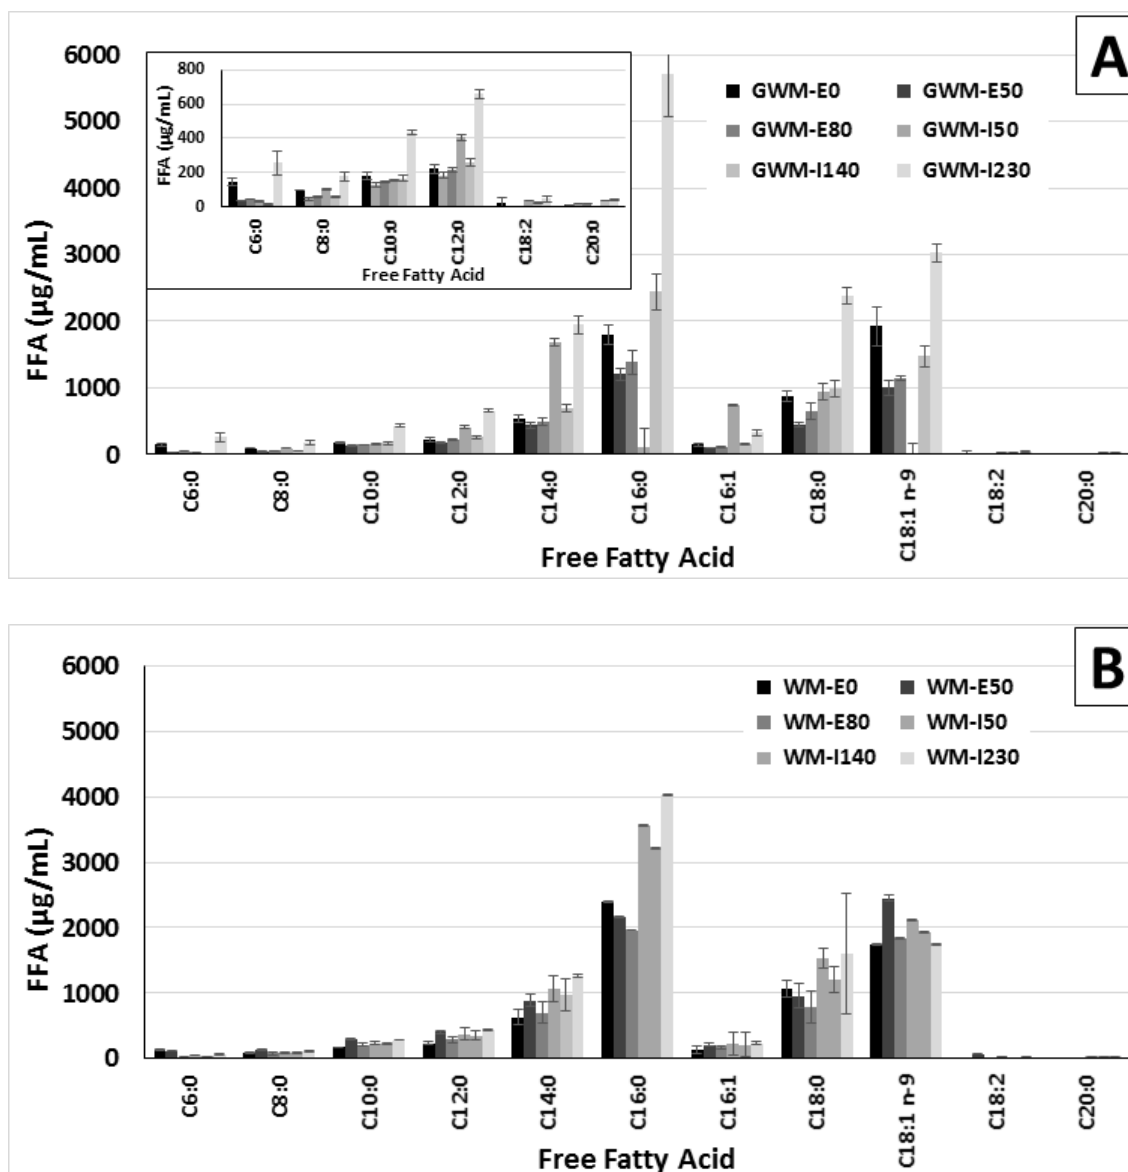 A
6000
5000
4000
3000
2000
1000
0
FFA (µg/mL)
800
600
400
200
0
FFA (µg/mL)
C6:0
C8:0
C10:0
C12:0
C18:2
C20:0
Free Fatty Acid
GWM-E0 GWM-E50
GWM-E80 GWM-I50
GWM-I140 GWM-I230
C6:0
C8:0
C10:0
C12:0
C14:0
C16:0
C16:1
C18:0
C18:1 n-9
C18:2
C20:0
Free Fatty Acid
B
6000
5000
4000
3000
2000
1000
0
FFA (µg/mL)
WM-E0 WM-E50
WM-E80 WM-I50
WM-I140 WM-I230
C6:0
C8:0
C10:0
C12:0
C14:0
C16:0
C16:1
C18:0
C18:1 n-9
C18:2
C20:0
Free Fatty Acid